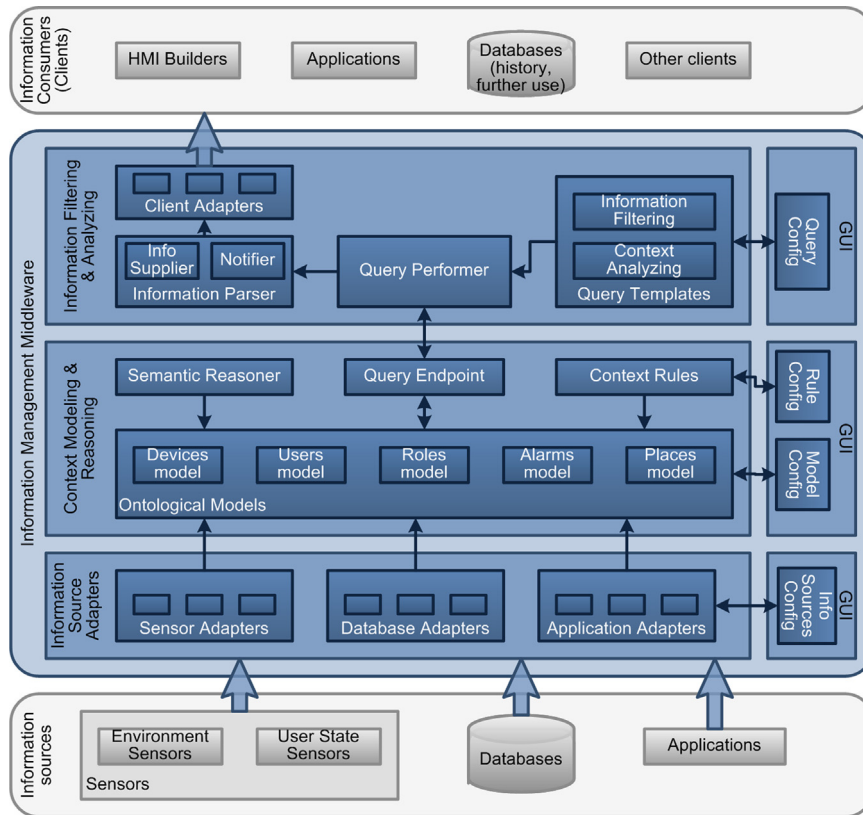 Information
Consumers
(Clients)
HMI Builders
Applications
Databases
(history,
further use)
Other clients
Information Management Middleware
Information Filtering
& Analyzing
Client Adapters
Info
Supplier
Notifier
Information Parser
Query Performer
Information
Filtering
Context
Analyzing
Query Templates
Query
Config
GUI
Context Modeling &
Reasoning
Semantic Reasoner
Query Endpoint
Context Rules
Devices
model
Users
model
Roles
model
Alarms
model
Places
model
Ontological Models
Rule
Config
Model
Config
GUI
Information
Source
Adapters
Sensor Adapters
Database Adapters
Application Adapters
Info
Sources
Config
GUI
Information
sources
Environment
Sensors
User State
Sensors
Sensors
Databases
Applications